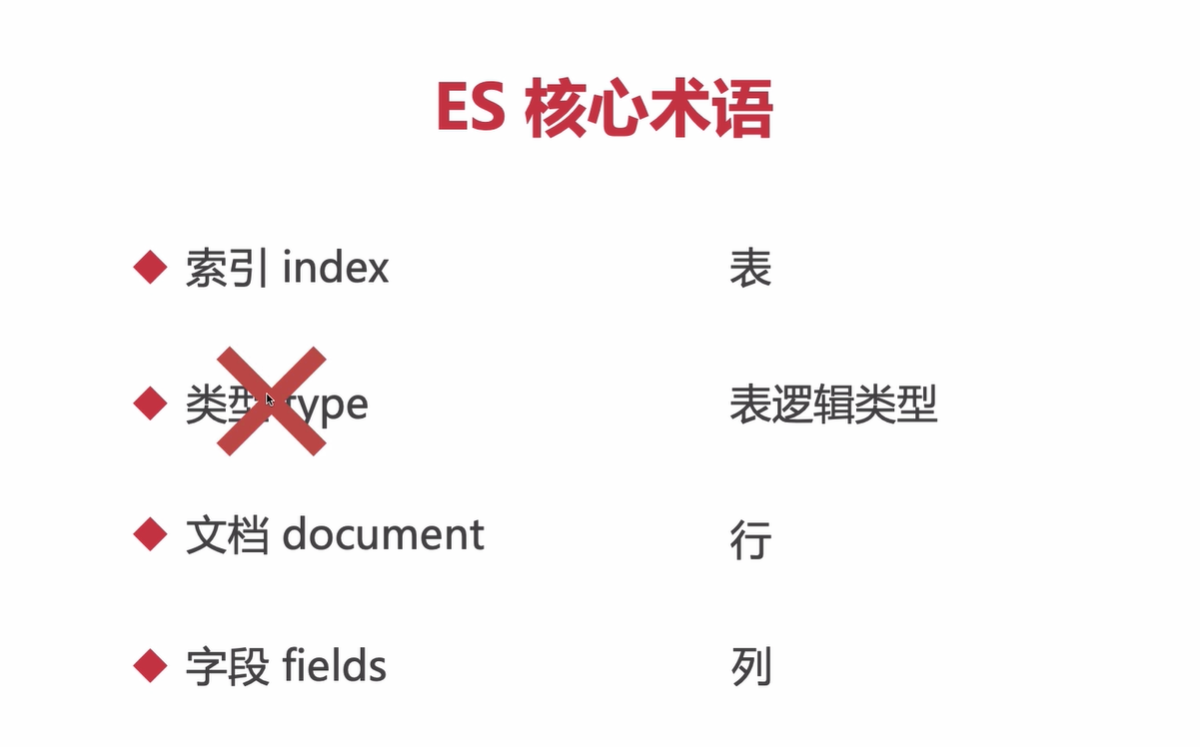 ES 核心术语
索引 index 表
类型 type 表逻辑类型
文档 document 行
字段 fields 列